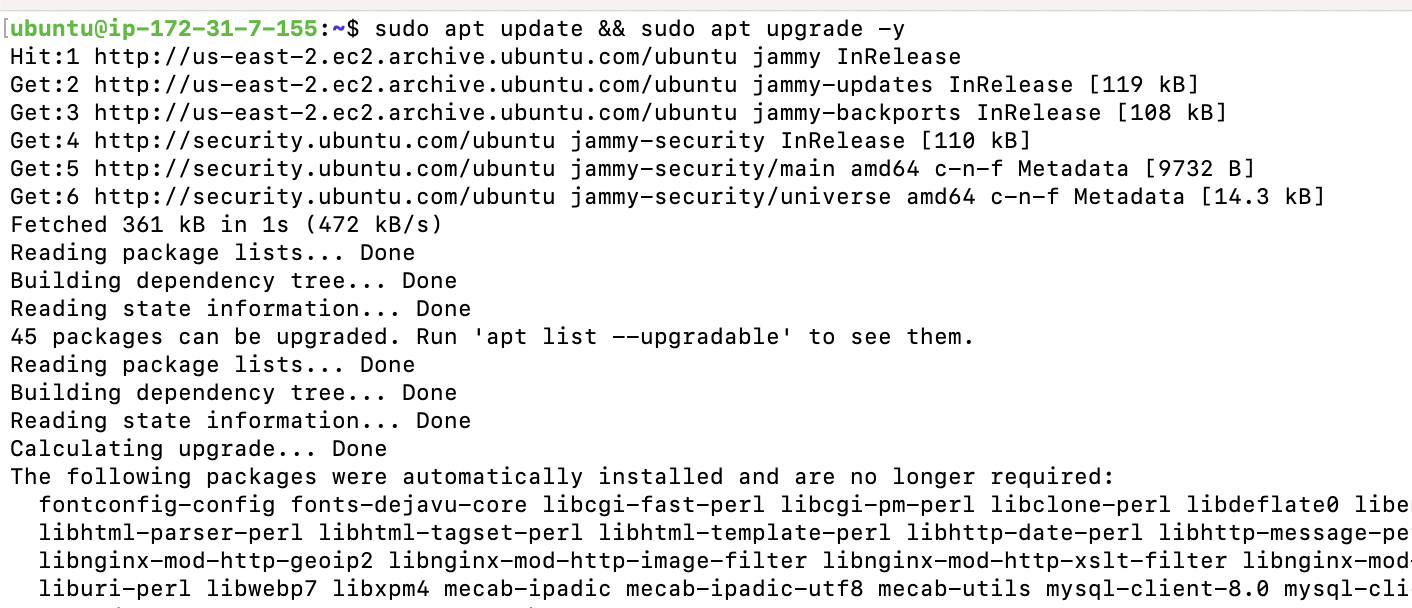 [ubuntu@ip-172-31-7-155:~$ sudo apt update && sudo apt upgrade -y
Hit:1 http://us-east-2.ec2.archive.ubuntu.com/ubuntu jammy InRelease
Get:2 http://us-east-2.ec2.archive.ubuntu.com/ubuntu jammy-updates InRelease [119 kB]
Get:3 http://us-east-2.ec2.archive.ubuntu.com/ubuntu jammy-backports InRelease [108 kB]
Get:4 http://security.ubuntu.com/ubuntu jammy-security InRelease [110 kB]
Get:5 http://security.ubuntu.com/ubuntu jammy-security/main amd64 c-n-f Metadata [9732 B]
Get:6 http://security.ubuntu.com/ubuntu jammy-security/universe amd64 c-n-f Metadata [14.3 kB]
Fetched 361 kB in 1s (472 kB/s)
Reading package lists... Done
Building dependency tree... Done
Reading state information... Done
45 packages can be upgraded. Run 'apt list --upgradable' to see them.
Reading package lists... Done
Building dependency tree... Done
Reading state information... Done
Calculating upgrade... Done
The following packages were automatically installed and are no longer required:
fontconfig-config fonts-dejavu-core libcgi-fast-perl libcgi-pm-perl libclone-perl libdeflate0
libhtml-parser-perl libhtml-tagset-perl libhtml-template-perl libhttp-date-perl libhttp-message-pe
libnginx-mod-http-geoip2 libnginx-mod-http-image-filter libnginx-mod-http-xslt-filter libnginx-mod-
liburi-perl libwebp7 libxpm4 mecab-ipadic mecab-ipadic-utf8 mecab-utils mysql-client-8.0 mysql-cli